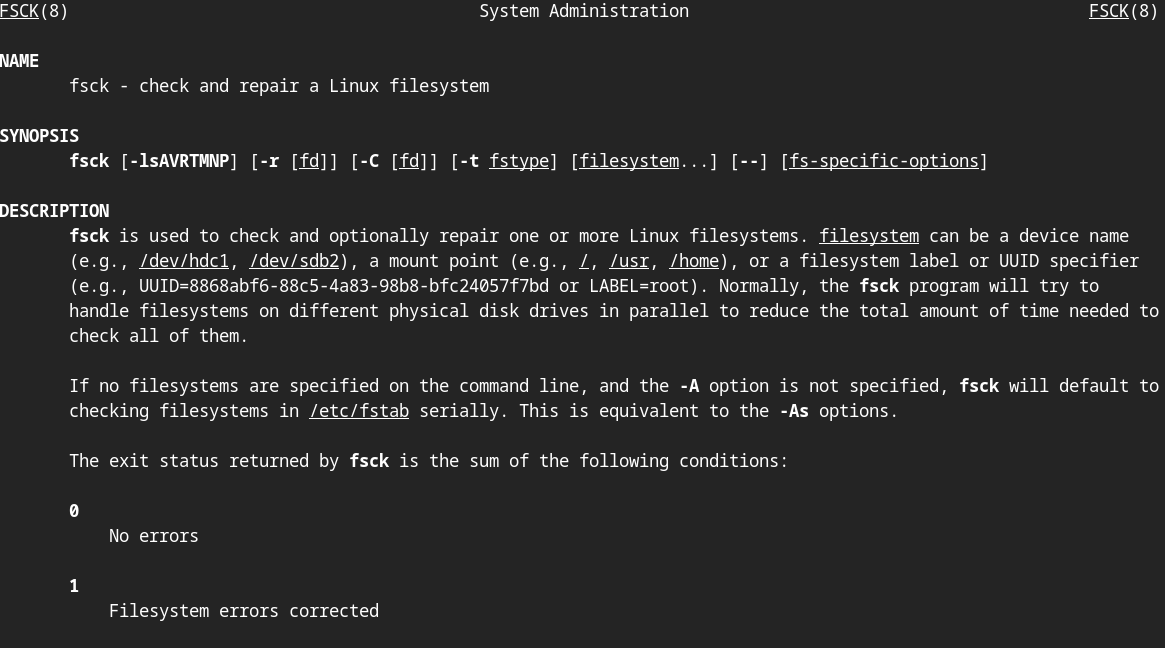 FSCK(8) System Administration FSCK(8)
NAME
fsck - check and repair a Linux filesystem
SYNOPSIS
fsck [-lsAVRTMNP] [-r [fd]] [-C [fd]] [-t fstype] [filesystem...] [--] [fs-specific-options]
DESCRIPTION
fsck is used to check and optionally repair one or more Linux filesystems. filesystem can be a device name
(e.g., /dev/hdc1, /dev/sdb2), a mount point (e.g., /, /usr, /home), or a filesystem label or UUID specifier
(e.g., UUID=8868abf6-88c5-4a83-98b8-bfc24057f7bd or LABEL=root). Normally, the fsck program will try to
handle filesystems on different physical disk drives in parallel to reduce the total amount of time needed to
check all of them.
If no filesystems are specified on the command line, and the -A option is not specified, fsck will default to
checking filesystems in /etc/fstab serially. This is equivalent to the -As options.
The exit status returned by fsck is the sum of the following conditions:
0
No errors
1
Filesystem errors corrected